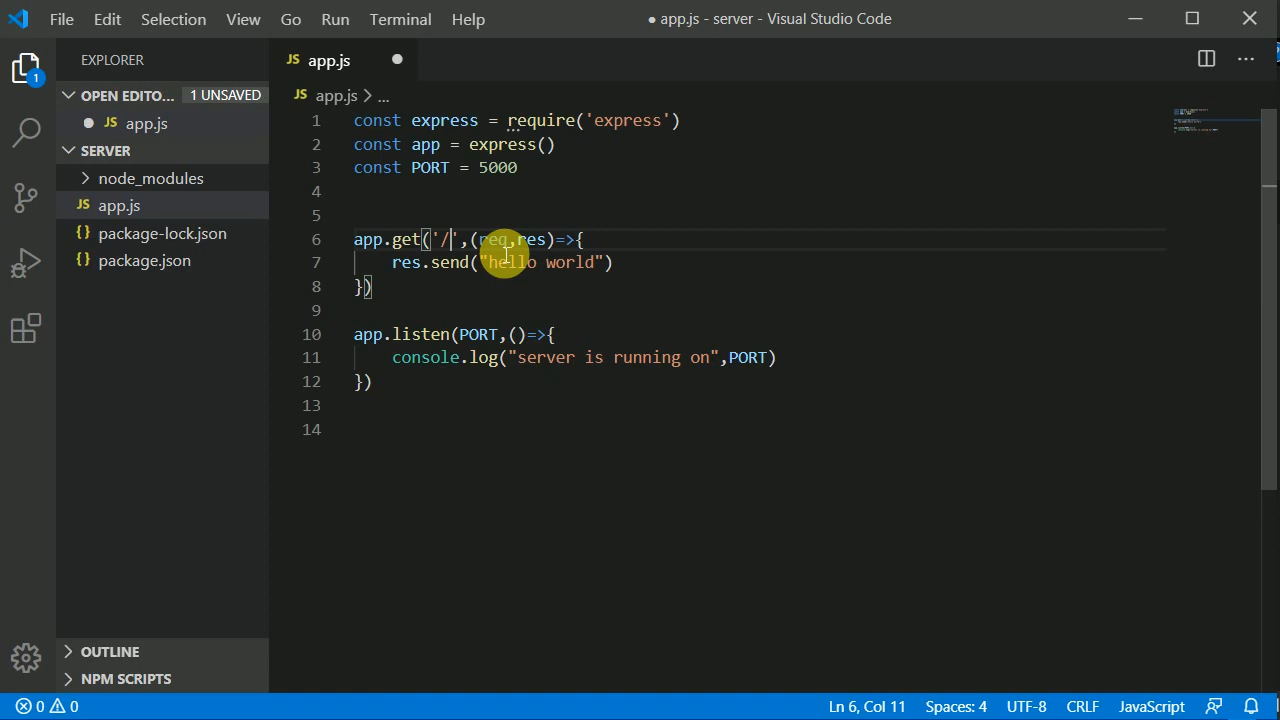 File Edit Selection View Go Run Terminal Help ● app.js - server - Visual Studio Code
EXPLORER
1
OPEN EDITO... 1 UNSAVED
● JS app.js
SERVER
node_modules
JS app.js
{} package-lock.json
{} package.json
OUTLINE
NPM SCRIPTS
JS app.js ●
JS app.js > ...
1 const express = require('express')
2 const app = express()
3 const PORT = 5000
4
5
6 app.get('/',(req,res)=>{
7 res.send("hello world")
8 })
9
10 app.listen(PORT,()=>{
11 console.log("server is running on",PORT)
12 })
13
14
0 0 Ln 6, Col 11 Spaces: 4 UTF-8 CRLF JavaScript